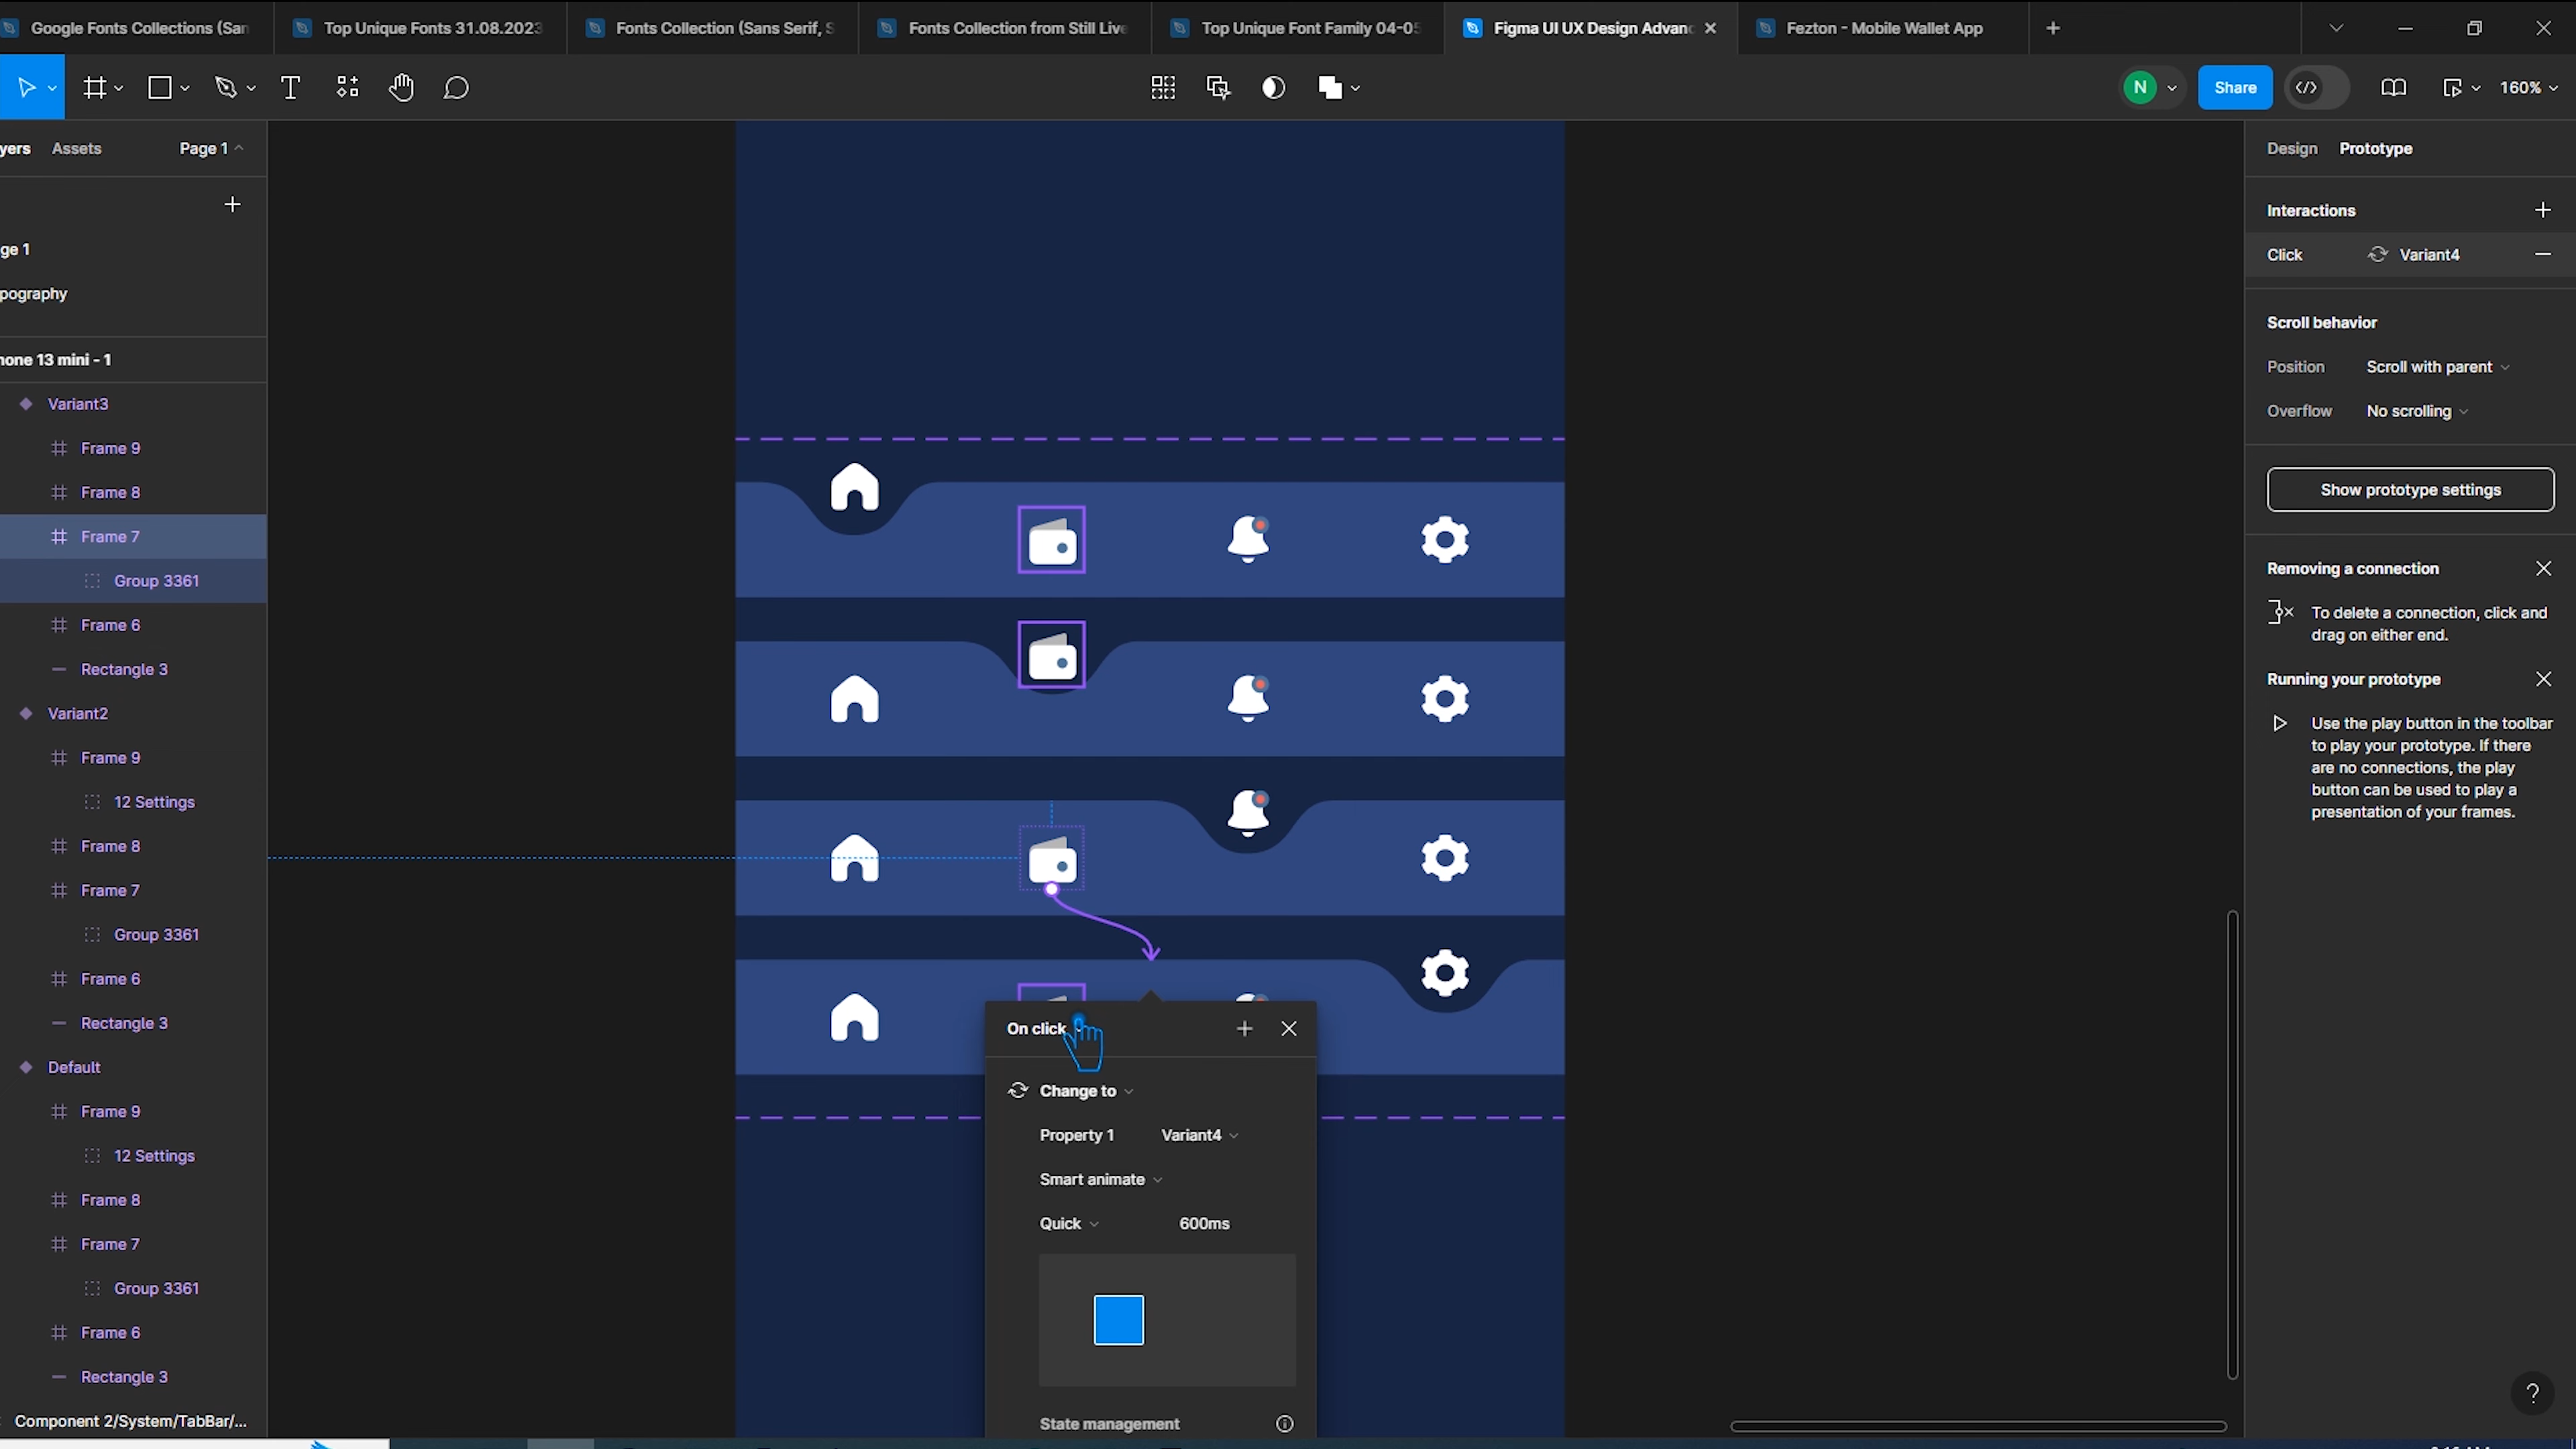 Google Fonts Collections (San
Top Unique Fonts 31.08.2023
Fonts Collection (Sans Serif, S
Fonts Collection from Still Live
Top Unique Font Family 04-05
Figma UI UX Design Advanc
Fezton - Mobile Wallet App
N
Share
160%
yers
Assets
Page 1
ge 1
pography
hone 13 mini - 1
Variant3
Frame 9
Frame 8
Frame 7
Group 3361
Frame 6
Rectangle 3
Variant2
Frame 9
12 Settings
Frame 8
Frame 7
Group 3361
Frame 6
Rectangle 3
Default
Frame 9
12 Settings
Frame 8
Frame 7
Group 3361
Frame 6
Rectangle 3
Component 2/System/TabBar/...
On click
Change to
Property 1 Variant4
Smart animate
Quick 600ms
State management
Design
Prototype
Interactions
Click Variant4
Scroll behavior
Position Scroll with parent
Overflow No scrolling
Show prototype settings
Removing a connection
To delete a connection, click and
drag on either end.
Running your prototype
Use the play button in the toolbar
to play your prototype. If there
are no connections, the play
button can be used to play a
presentation of your frames.
?